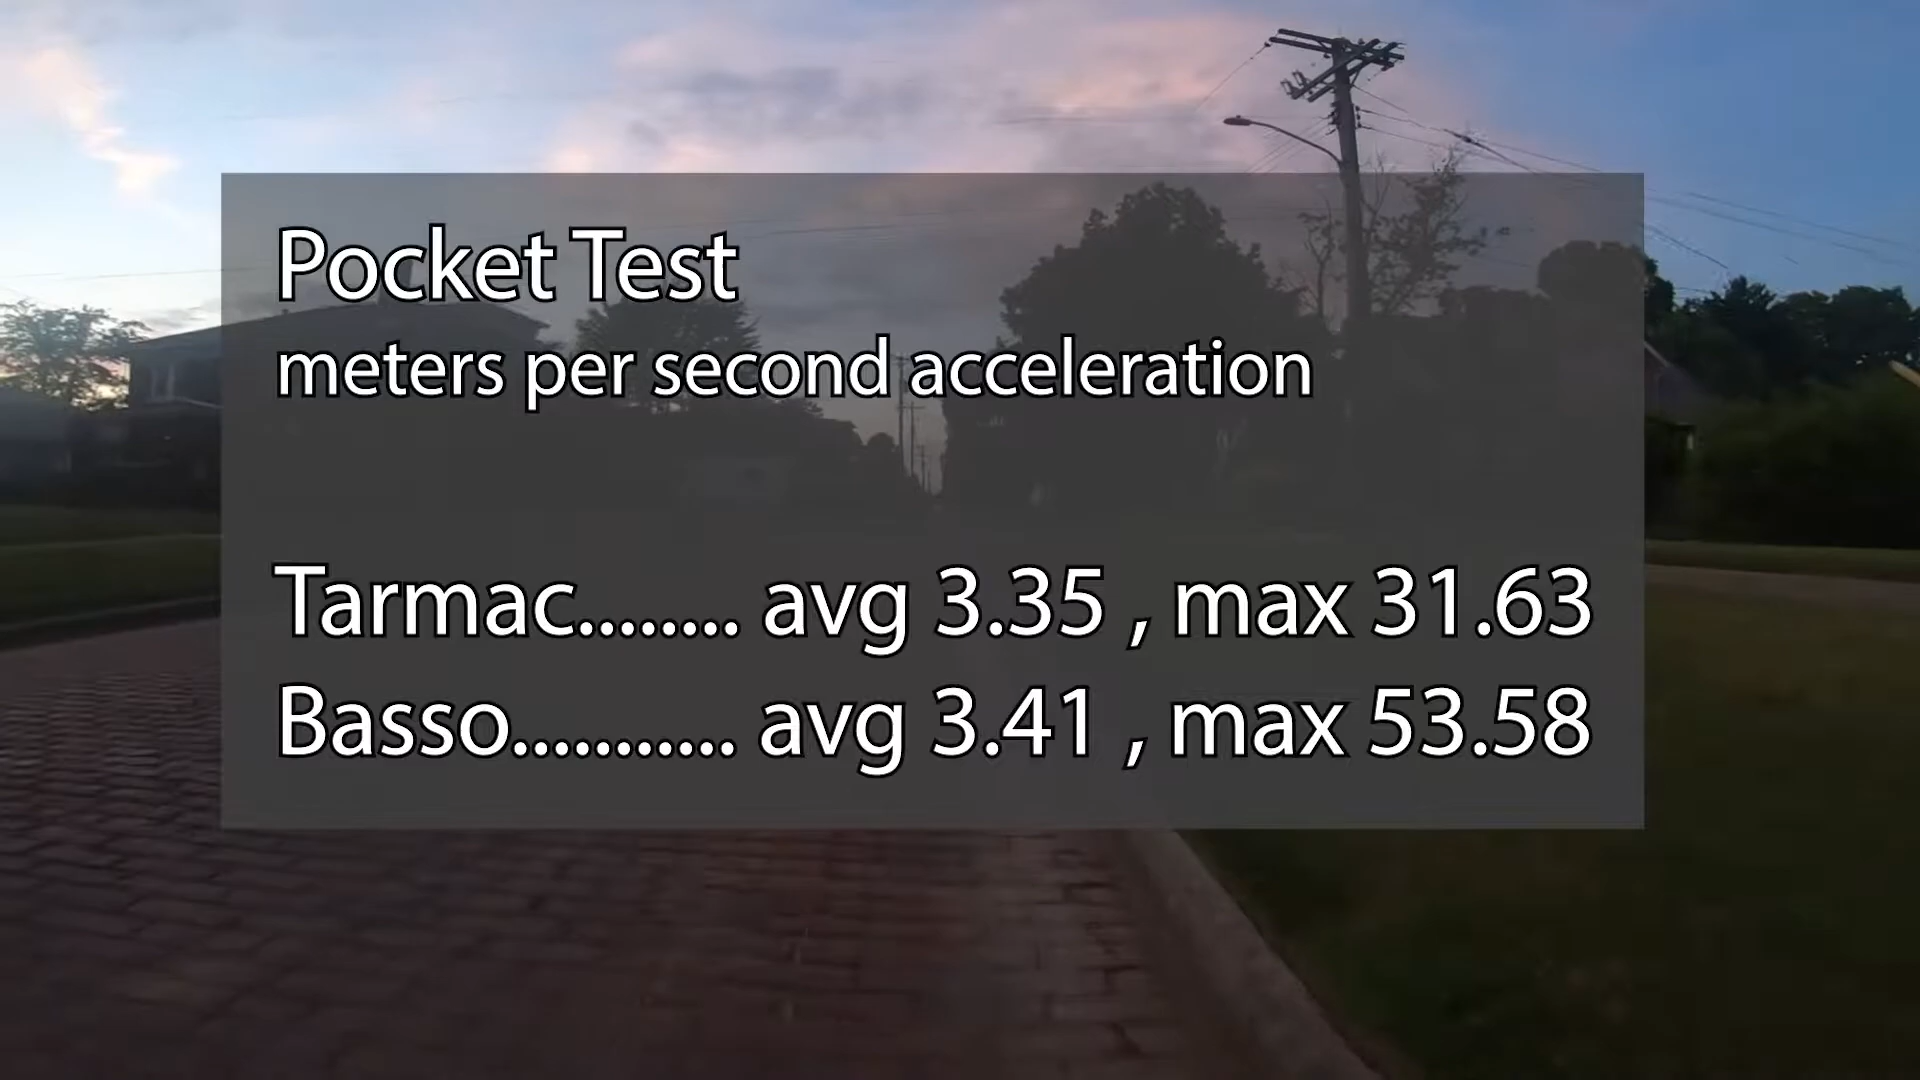 Pocket Test
meters per second acceleration
Tarmac........ avg 3.35 , max 31.63
Basso........... avg 3.41 , max 53.58